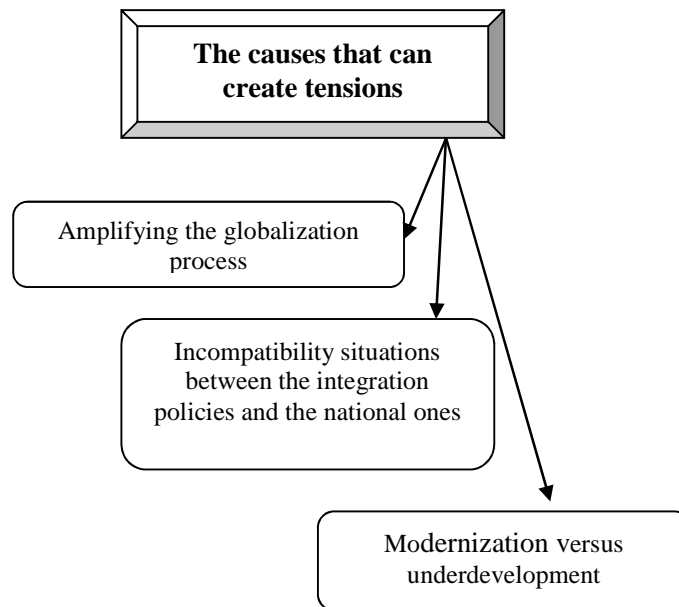 The causes that can
create tensions
Amplifying the globalization
process
Incompatibility situations
between the integration
policies and the national ones
Modernization versus
underdevelopment